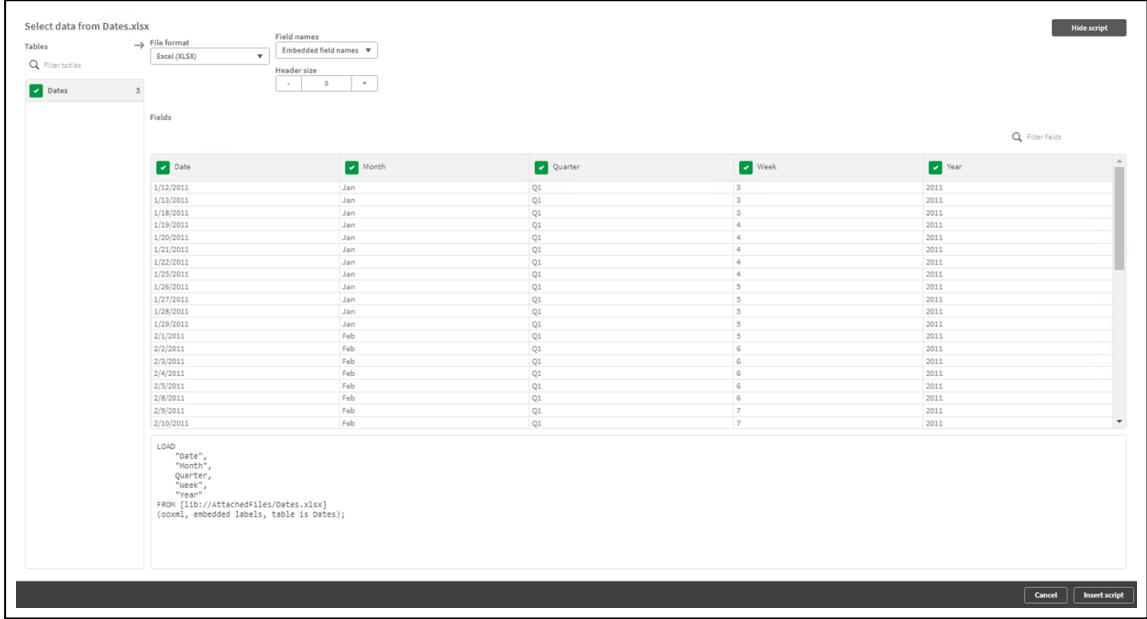 Select data from Dates.xlsx
Hide script
Tables
File format
Field names
Filter tables
Excel (XLSX)
Embedded field names
Header size
- 0 +
Dates 5
Fields
Filter fields
Date Month Quarter Week Year
1/12/2011 Jan Q1 3 2011
1/13/2011 Jan Q1 3 2011
1/18/2011 Jan Q1 3 2011
1/19/2011 Jan Q1 4 2011
1/20/2011 Jan Q1 4 2011
1/21/2011 Jan Q1 4 2011
1/22/2011 Jan Q1 4 2011
1/25/2011 Jan Q1 4 2011
1/26/2011 Jan Q1 5 2011
1/27/2011 Jan Q1 5 2011
1/28/2011 Jan Q1 5 2011
1/29/2011 Jan Q1 5 2011
2/1/2011 Feb Q1 5 2011
2/2/2011 Feb Q1 6 2011
2/3/2011 Feb Q1 6 2011
2/4/2011 Feb Q1 6 2011
2/5/2011 Feb Q1 6 2011
2/8/2011 Feb Q1 6 2011
2/9/2011 Feb Q1 7 2011
2/10/2011 Feb Q1 7 2011
LOAD
"Date",
"Month",
Quarter,
"Week",
"Year"
FROM [lib://AttachedFiles/Dates.xlsx]
(ooxml, embedded labels, table is Dates);
Cancel Insert script